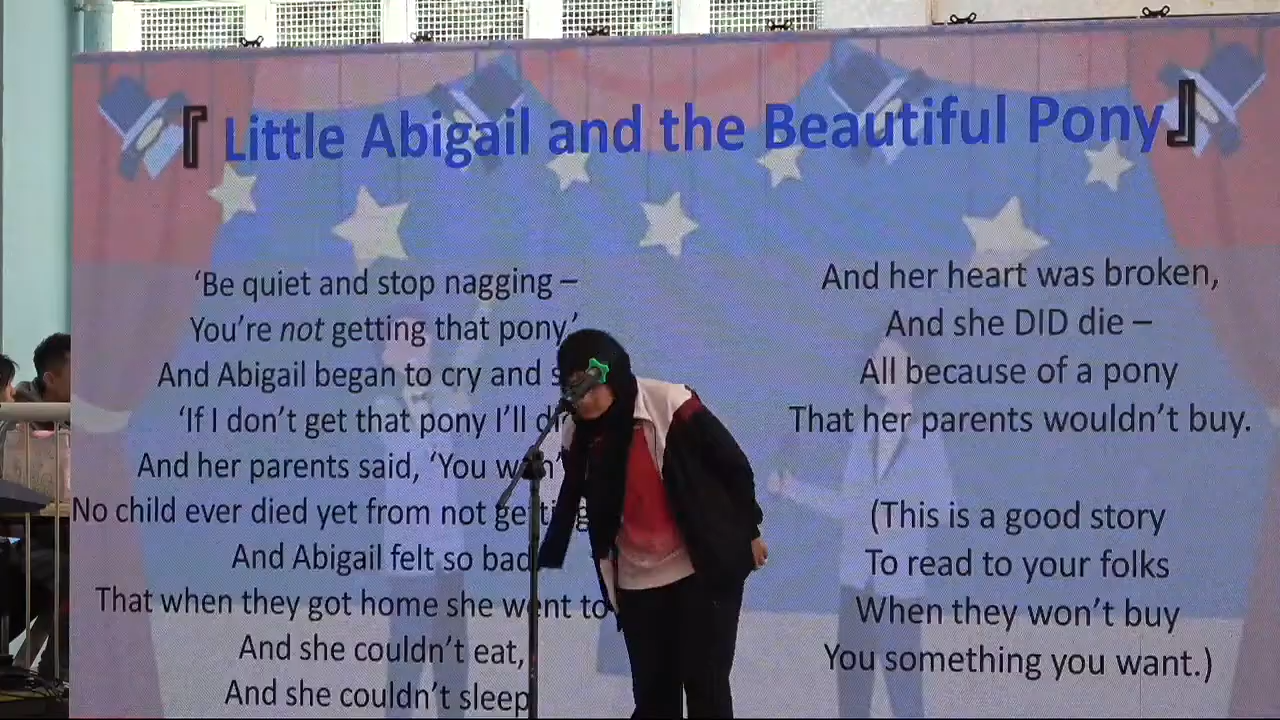 『Little Abigail and the Beautiful Pony』
‘Be quiet and stop nagging –
You’re not getting that pony.’
And Abigail began to cry and
‘If I don’t get that pony I’ll
And her parents said, ‘You
No child ever died yet from not getting
And Abigail felt so bad
That when they got home she went to
And she couldn’t eat,
And she couldn’t sleep
And her heart was broken,
And she DID die –
All because of a pony
That her parents wouldn’t buy.
(This is a good story
To read to your folks
When they won’t buy
You something you want.)